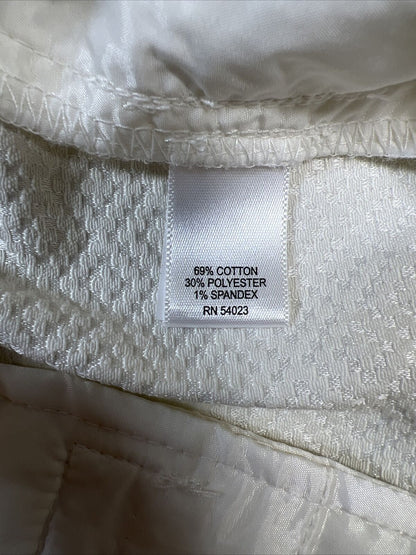 69% COTTON
30% POLYESTER
1% SPANDEX
RN 54023